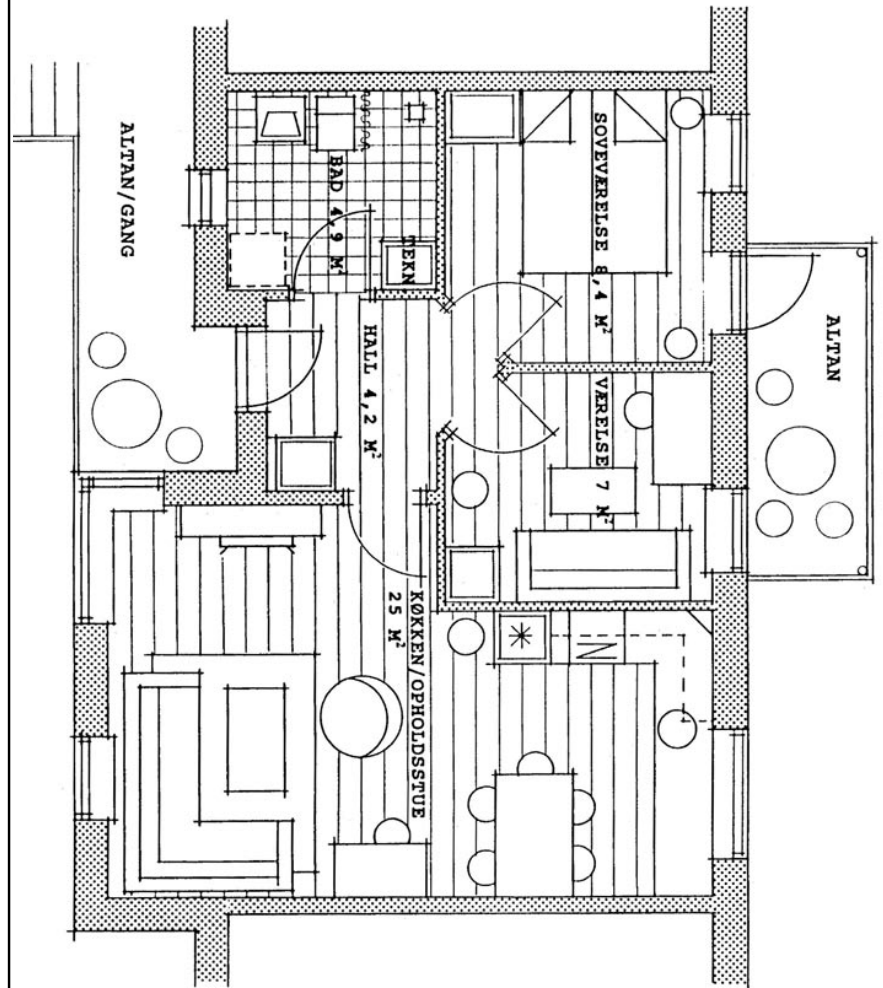 ALTAN/GANG
BAD 4,9 M²
TEKN.
SOVEVÆRELSE 8,4 M²
ALTAN
HALL 4,2 M²
VÆRELSE 7 M²
KØKKEN/OPHOLDSSTUE
25 M²